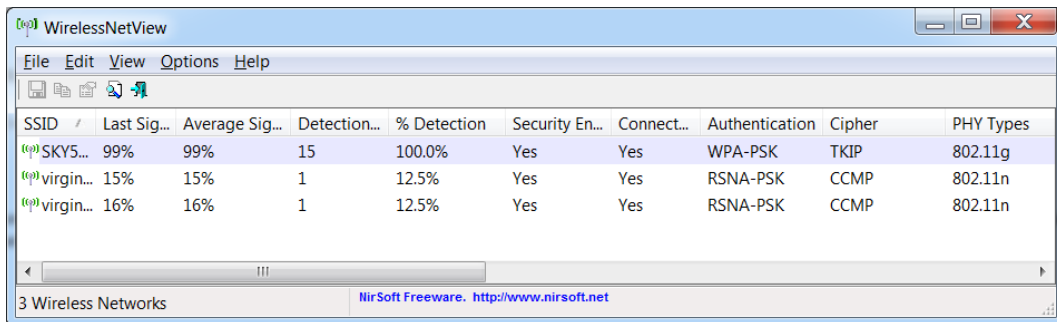 WirelessNetView
File Edit View Options Help
SSID / Last Sig... Average Sig... Detection... % Detection Security En... Connect... Authentication Cipher PHY Types
SKY5... 99% 99% 15 100.0% Yes Yes WPA-PSK TKIP 802.11g
virgin... 15% 15% 1 12.5% Yes Yes RSNA-PSK CCMP 802.11n
virgin... 16% 16% 1 12.5% Yes Yes RSNA-PSK CCMP 802.11n
3 Wireless Networks NirSoft Freeware. http://www.nirsoft.net